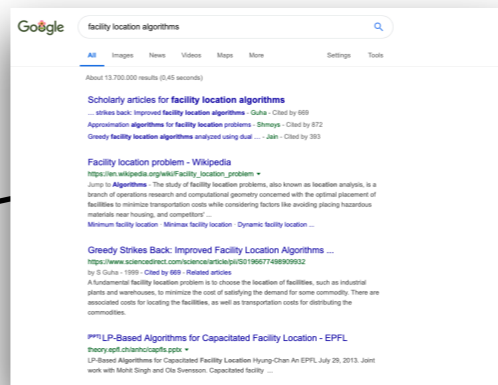 Google
facility location algorithms
All Images News Videos Maps More Settings Tools
About 13.700.000 results (0,45 seconds)
Scholarly articles for facility location algorithms
... strikes back: Improved facility location algorithms - Guha - Cited by 669
Approximation algorithms for facility location problems - Shmoys - Cited by 872
Greedy facility location algorithms analyzed using dual ... - Jain - Cited by 393
Facility location problem - Wikipedia
https://en.wikipedia.org/wiki/Facility_location_problem
Jump to Algorithms - The study of facility location problems, also known as location analysis, is a
branch of operations research and computational geometry concerned with the optimal placement of
facilities to minimize transportation costs while considering factors like avoiding placing hazardous
materials near housing, and competitors' ...
Minimum facility location · Minimax facility location · Dynamic facility location ...
Greedy Strikes Back: Improved Facility Location Algorithms ...
https://www.sciencedirect.com/science/article/pii/S0196677498909932
by S Guha - 1999 - Cited by 669 - Related articles
A fundamental facility location problem is to choose the location of facilities, such as industrial
plants and warehouses, to minimize the cost of satisfying the demand for some commodity. There are
associated costs for locating the facilities, as well as transportation costs for distributing the
commodities.
[PPT] LP-Based Algorithms for Capacitated Facility Location - EPFL
theory.epfl.ch/anhc/capfls.pptx
LP-Based Algorithms for Capacitated Facility Location Hyung-Chan An EPFL July 29, 2013. Joint
work with Mohit Singh and Ola Svensson. Capacitated facility ...